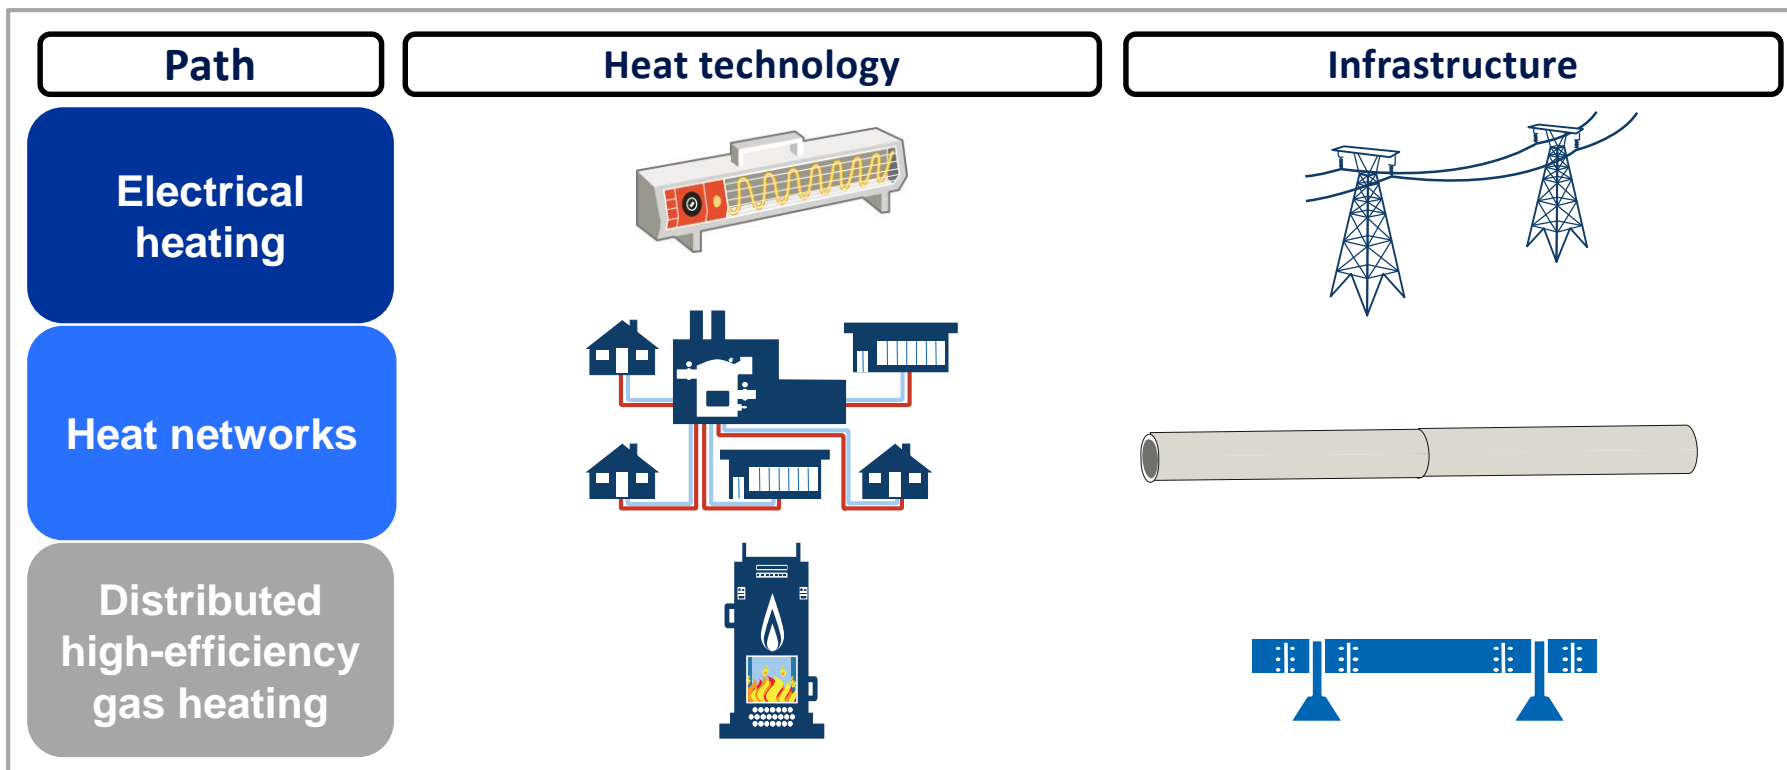 Path
Heat technology
Infrastructure
Electrical
heating
Heat networks
Distributed
high-efficiency
gas heating